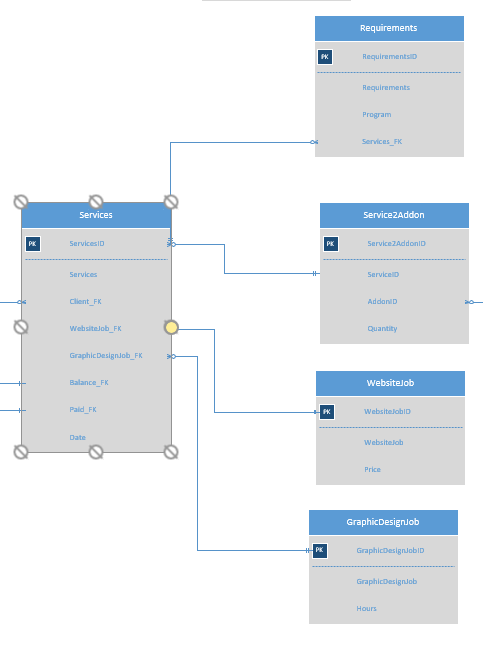 Requirements
PK RequirementsID
Requirements
Program
Services_FK
Services
PK ServicesID
Services
Client_FK
WebsiteJob_FK
GraphicDesignJob_FK
Balance_FK
Paid_FK
Date
Service2Addon
PK Service2AddonID
ServiceID
AddonID
Quantity
WebsiteJob
PK WebsiteJobID
WebsiteJob
Price
GraphicDesignJob
PK GraphicDesignJobID
GraphicDesignJob
Hours